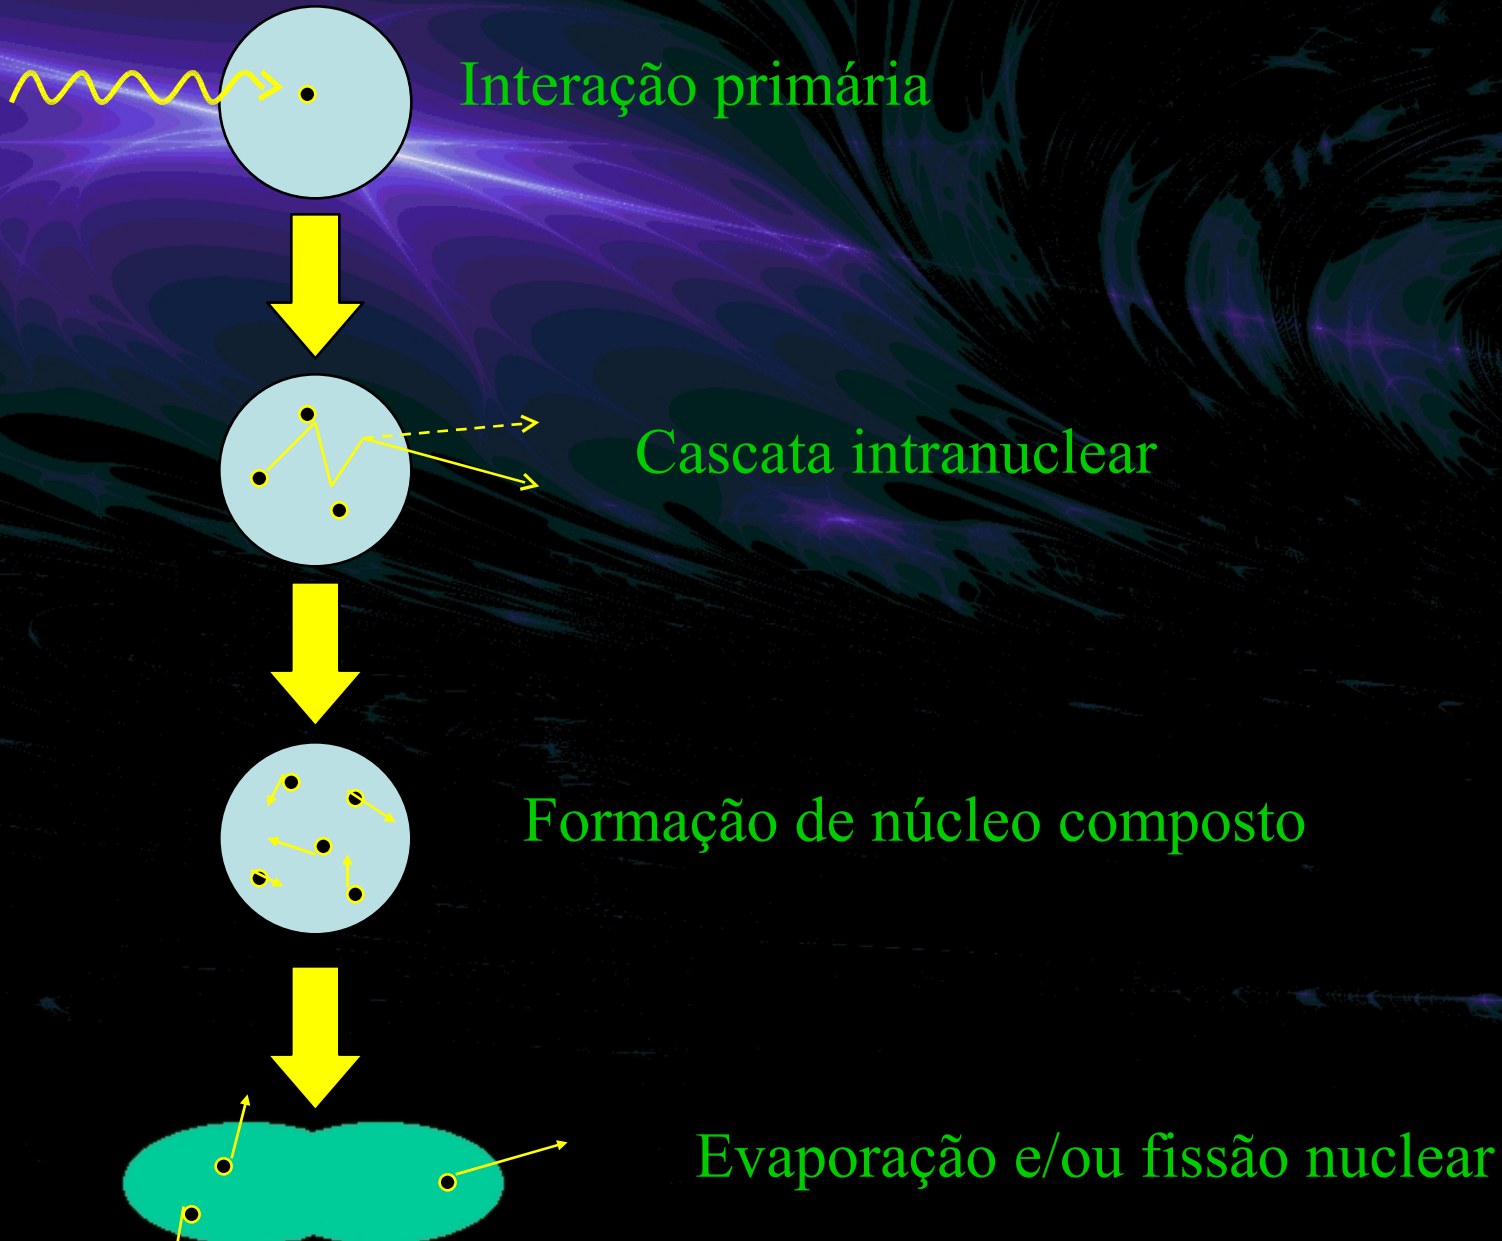 Interação primária
Cascata intranuclear
Formação de núcleo composto
Evaporação e/ou fissão nuclear